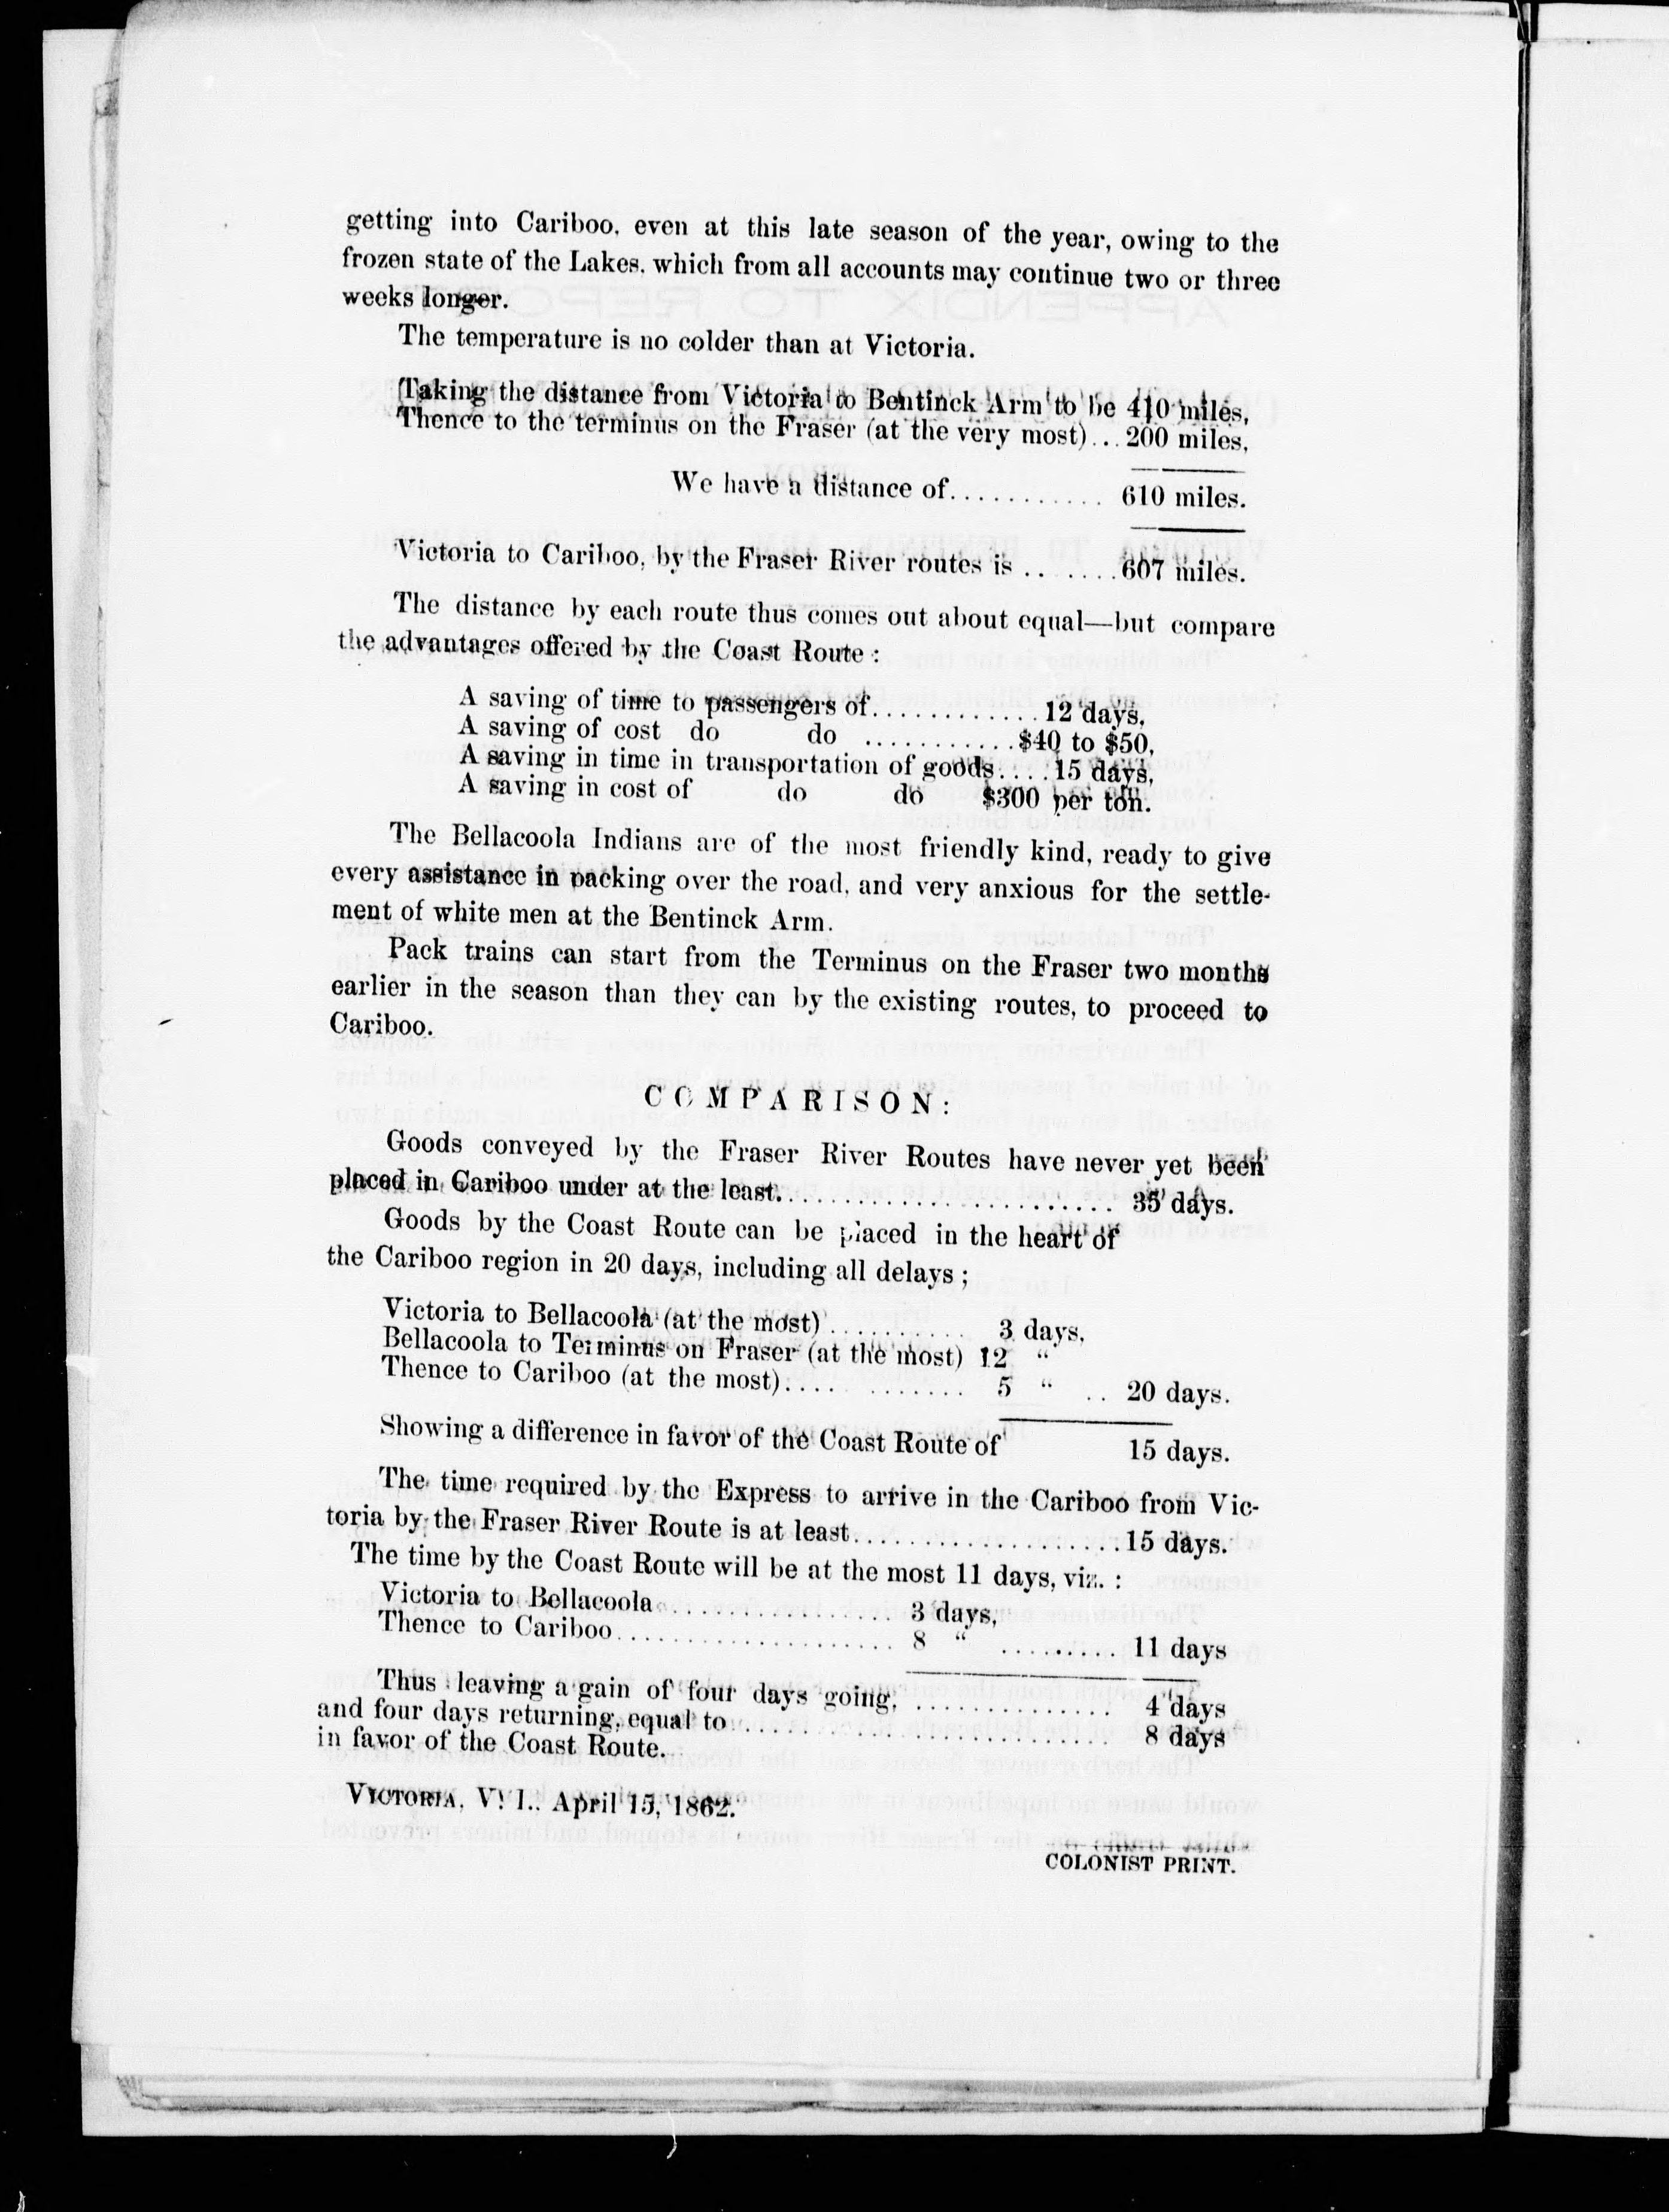 getting into Cariboo, even at this late season of the year, owing to the
frozen state of the Lakes, which from all accounts may continue two or three
weeks longer.
The temperature is no colder than at Victoria.
Taking the distance from Victoria to Bentinck Arm to be 410 miles,
Thence to the terminus on the Fraser (at the very most)... 200 miles,
We have a distance of........... 610 miles.
Victoria to Cariboo, by the Fraser River routes is .. ....607 miles.
The distance by each route thus comes out about equal—but compare
the advantages offered by the Coast Route :
A saving of time to passengers of............12 days.
A saving of cost do do ...........$40 to $50,
A saving in time in transportation of goods....15 days,
A saving in cost of do do $300 per ton.
The Bellacoola Indians are of the most friendly kind, ready to give
every assistance in packing over the road, and very anxious for the settle-
ment of white men at the Bentinck Arm.
Pack trains can start from the Terminus on the Fraser two months
earlier in the season than they can by the existing routes, to proceed to
Cariboo.
COMPARISON:
Goods conveyed by the Fraser River Routes have never yet been
placed in Cariboo under at the least........................ 35 days.
Goods by the Coast Route can be placed in the heart of
the Cariboo region in 20 days, including all delays ;
Victoria to Bellacoola (at the most).......... 3 days,
Bellacoola to Terminus on Fraser (at the most) 12 "
Thence to Cariboo (at the most).... ....... 5 " .. 20 days.
Showing a difference in favor of the Coast Route of 15 days.
The time required by the Express to arrive in the Cariboo from Vic-
toria by the Fraser River Route is at least...................15 days.
The time by the Coast Route will be at the most 11 days, viz. :
Victoria to Bellacoola................. 3 days,
Thence to Cariboo.................... 8 " ........ 11 days
Thus leaving a gain of four days going, .............. 4 days
and four days returning, equal to ........................... 8 days
in favor of the Coast Route.
VICTORIA, V. I., April 15, 1862.
COLONIST PRINT.